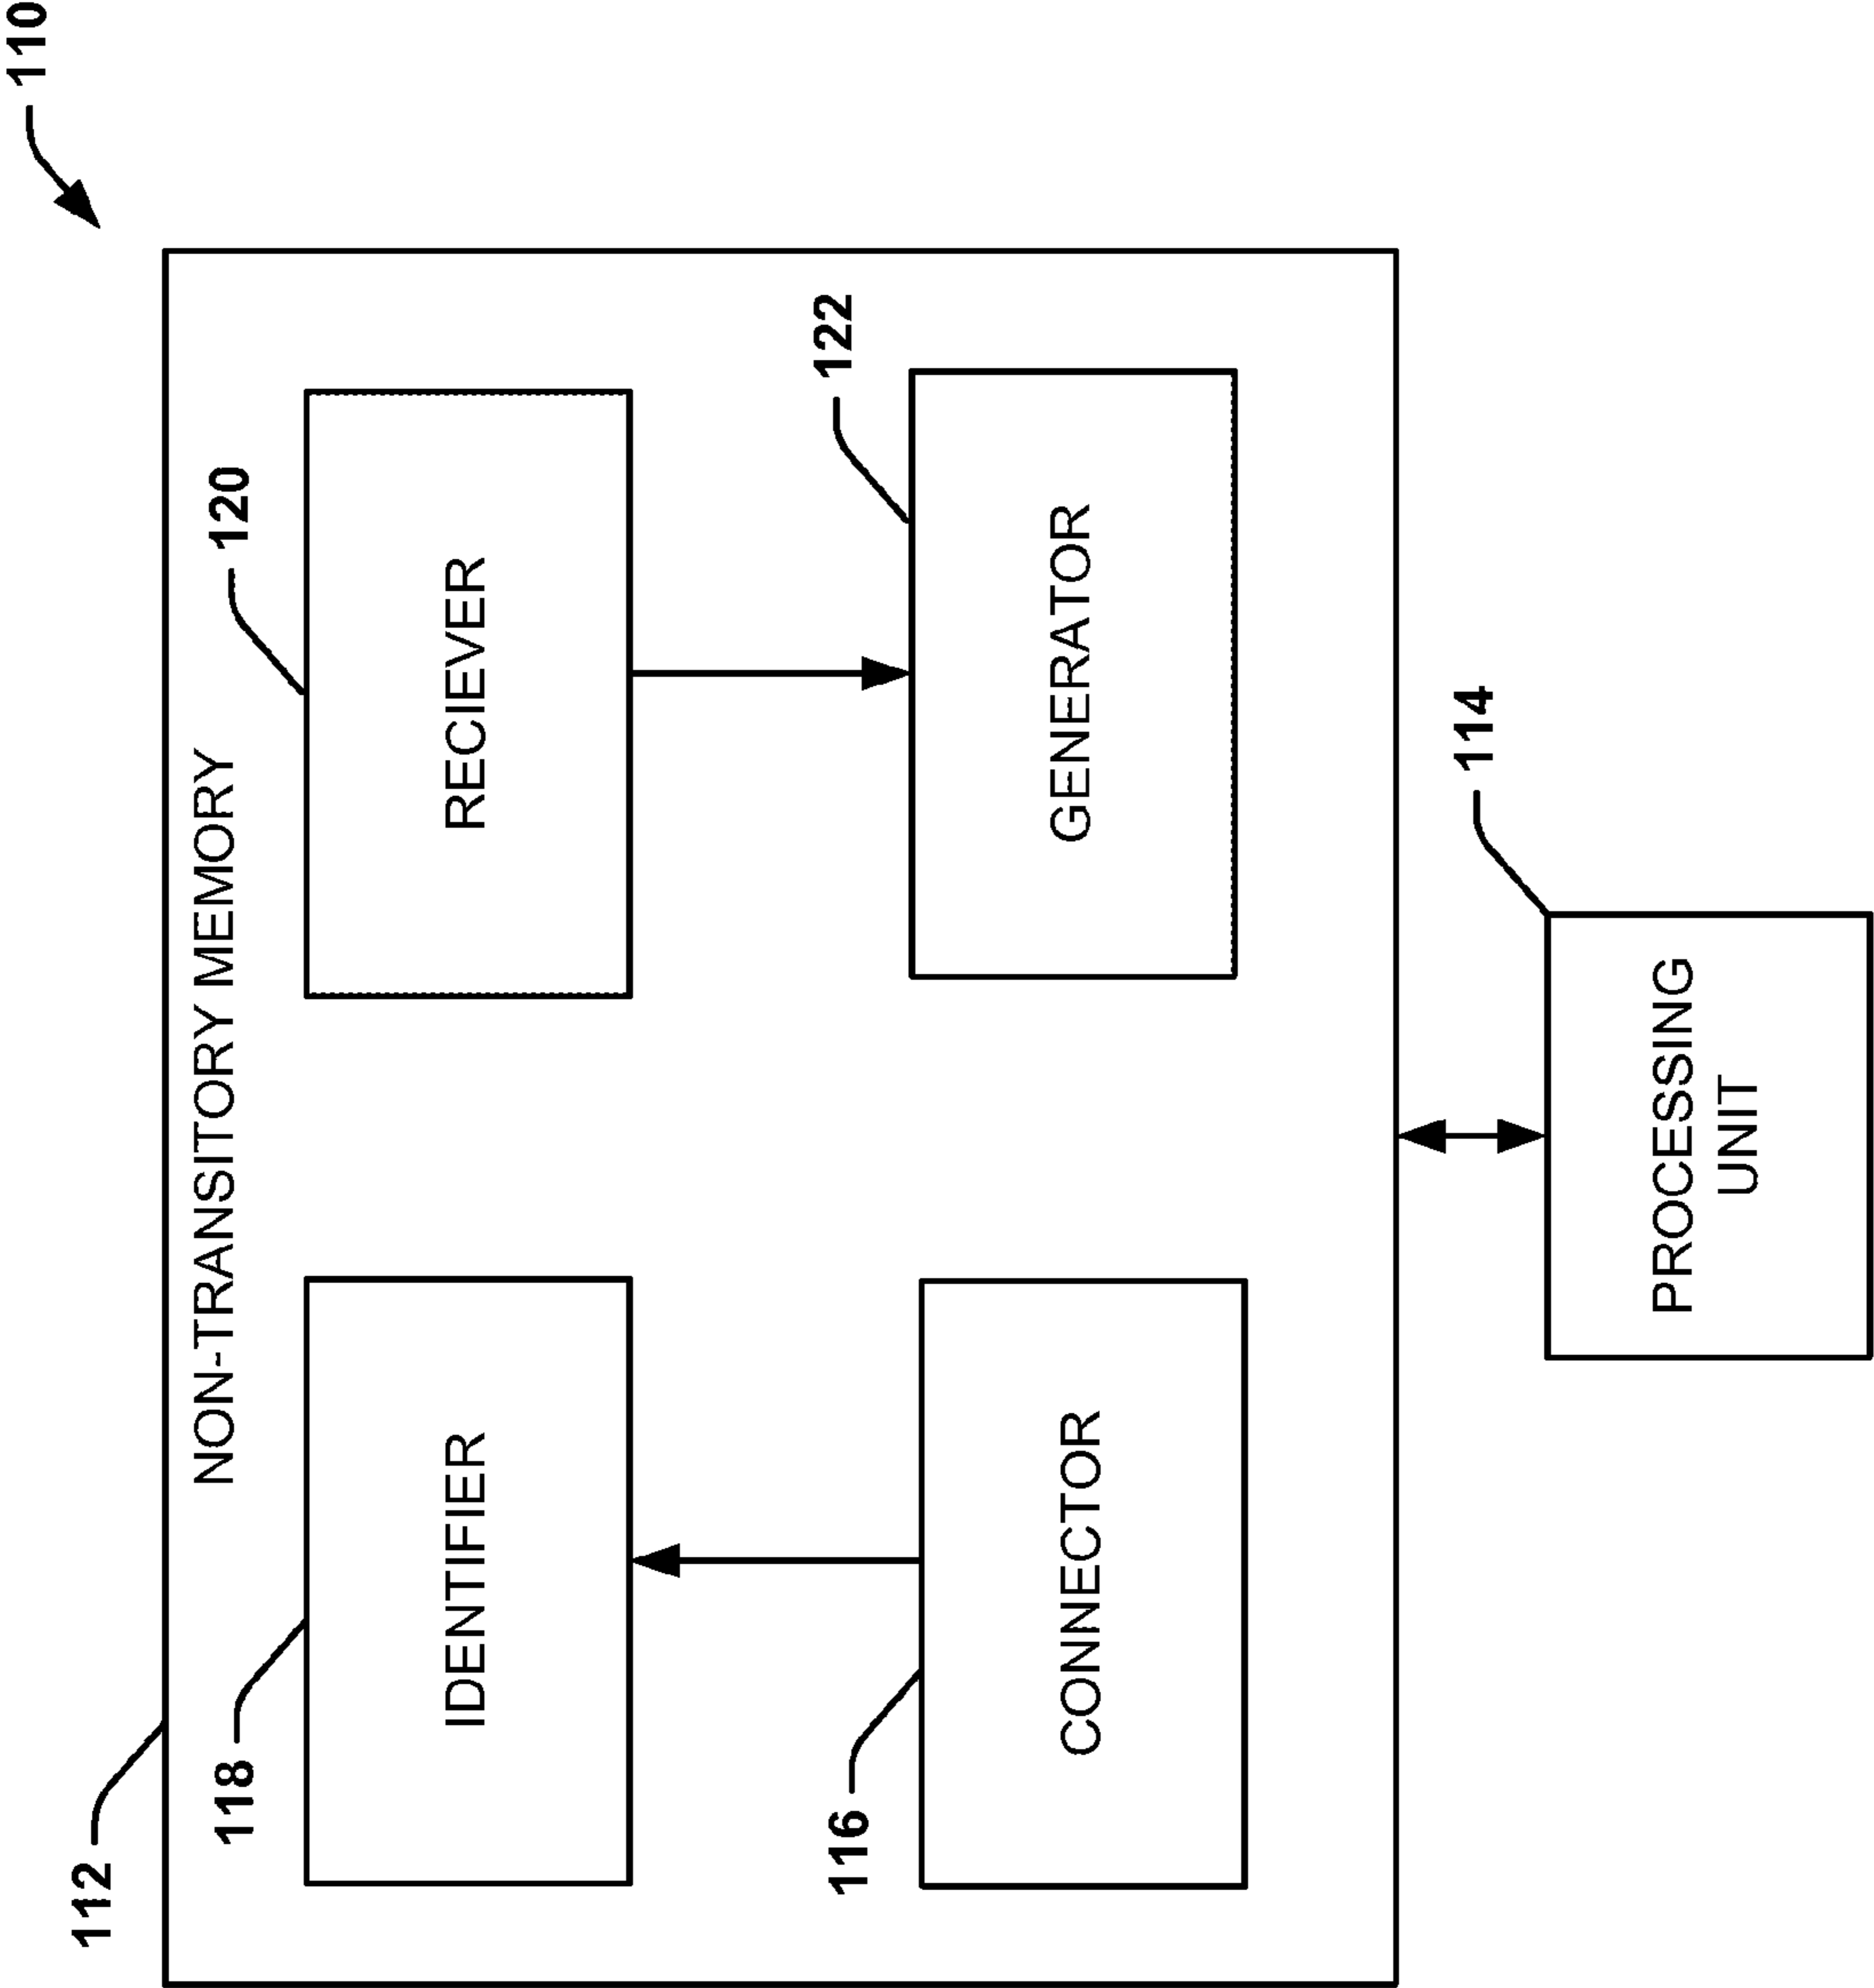 110
112
NON-TRANSITORY MEMORY
118
120
IDENTIFIER
RECIEVER
116
122
CONNECTOR
GENERATOR
114
PROCESSING
UNIT